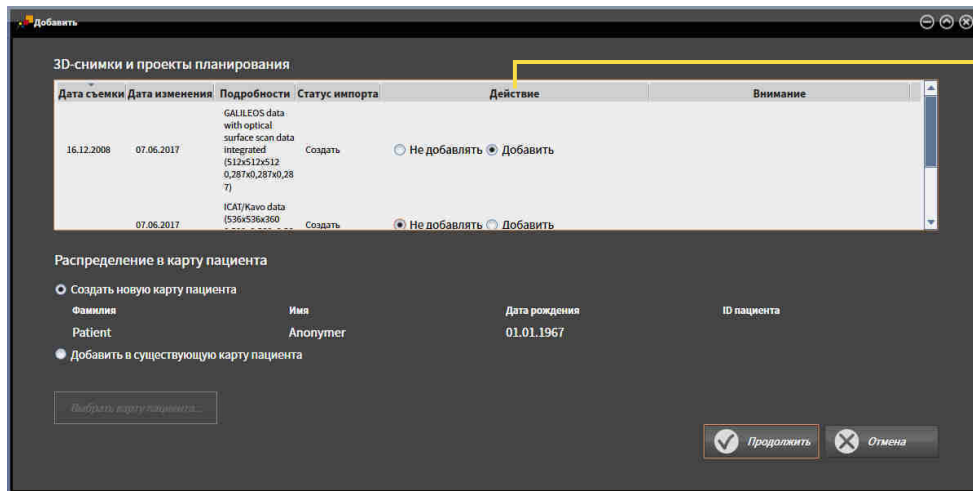 Добавить
3D-снимки и проекты планирования
Дата съемки Дата изменения Подробности Статус импорта Действие Внимание
GALILEOS data
with optical
surface scan data
16.12.2008 07.06.2017 integrated Создать Не добавлять Добавить
(512x512x512
0,287x0,287x0,28
7)
ICAT/Kavo data
(536x536x360
07.06.2017 Создать Не добавлять Добавить
Распределение в карту пациента
Создать новую карту пациента
Фамилия Имя Дата рождения ID пациента
Patient Anonymer 01.01.1967
Добавить в существующую карту пациента
Выбрать карту пациента...
Продолжить Отмена